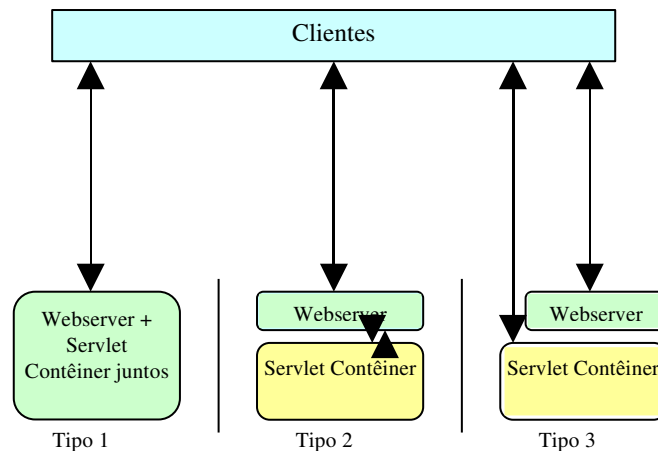 Clientes
Webserver +
Servlet
Contêiner juntos
Webserver
Servlet Contêiner
Webserver
Servlet Contêiner
Tipo 1
Tipo 2
Tipo 3